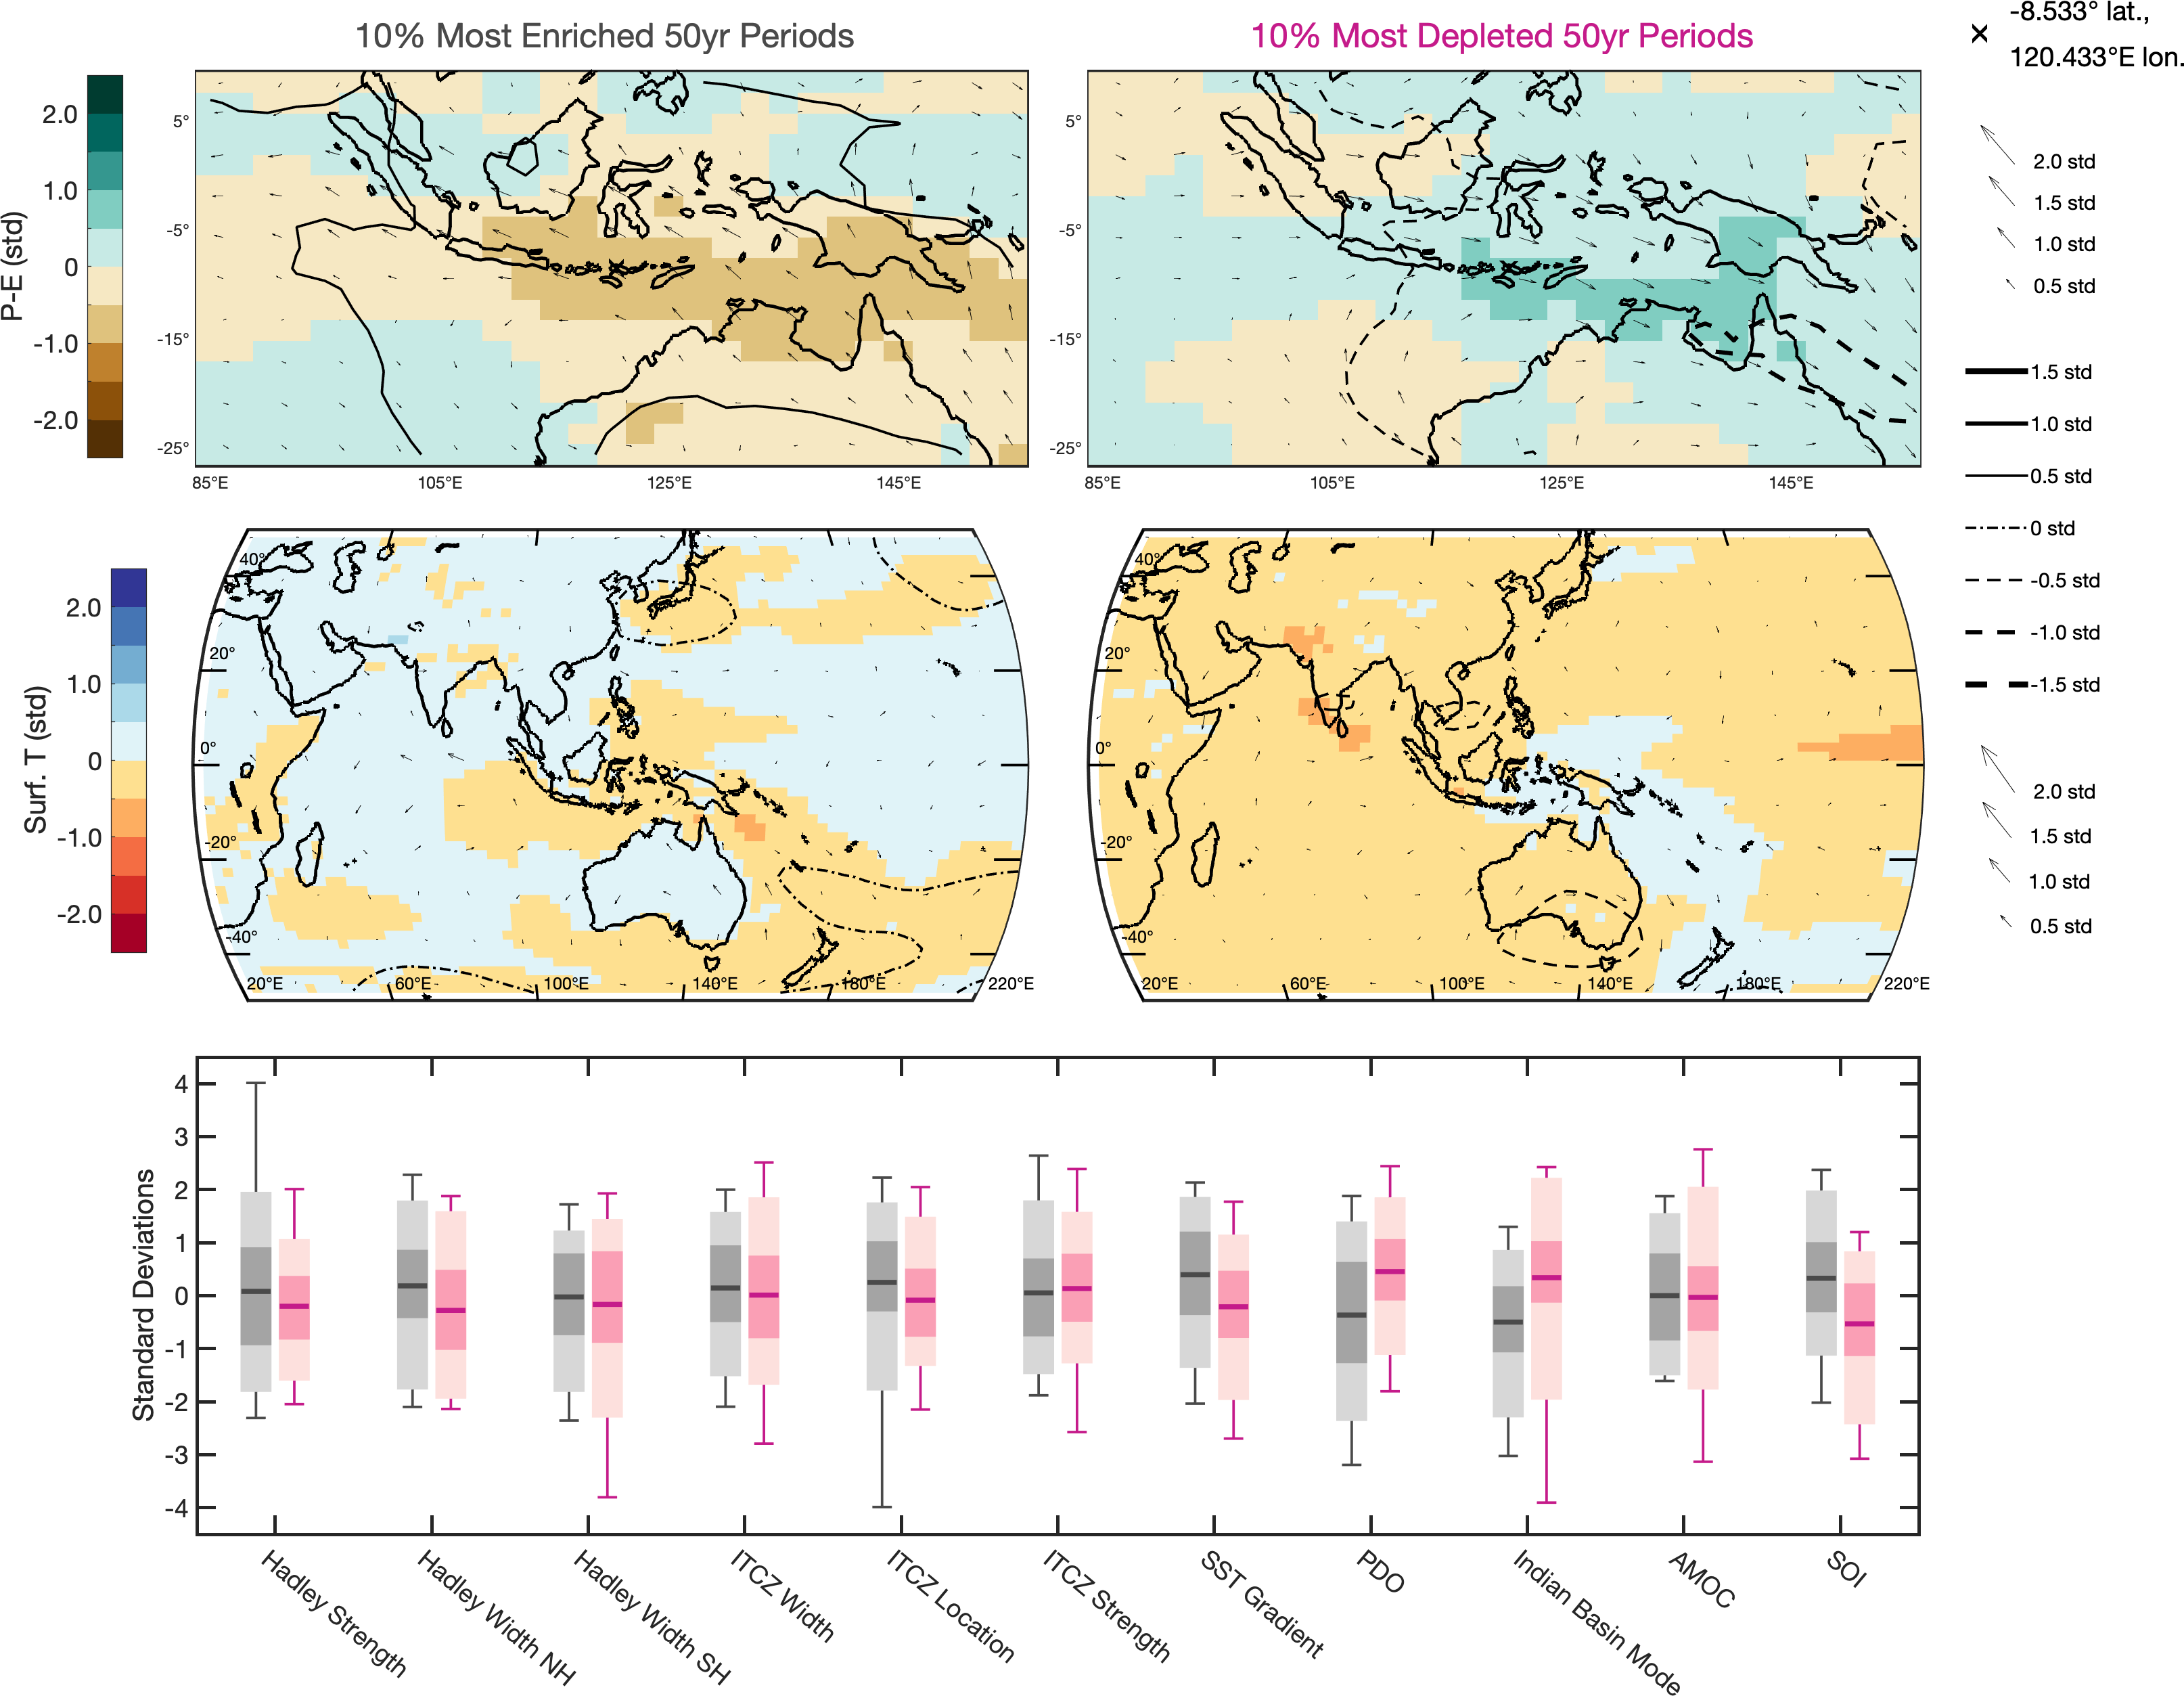 10% Most Enriched 50yr Periods
10% Most Depleted 50yr Periods
-8.533° lat.,
120.433°E lon.
P-E (std)
2.0
1.0
0
-1.0
-2.0
5°
-5°
-15°
-25°
85°E
105°E
125°E
145°E
5°
-5°
-15°
-25°
85°E
105°E
125°E
145°E
2.0 std
1.5 std
1.0 std
0.5 std
1.5 std
1.0 std
0.5 std
0 std
-0.5 std
-1.0 std
-1.5 std
Surf. T (std)
2.0
1.0
0
-1.0
-2.0
40°
20°
0°
-20°
-40°
20°E
60°E
100°E
140°E
180°E
220°E
40°
20°
0°
-20°
-40°
20°E
60°E
100°E
140°E
180°E
220°E
2.0 std
1.5 std
1.0 std
0.5 std
Standard Deviations
4
3
2
1
0
-1
-2
-3
-4
Hadley Strength
Hadley Width NH
Hadley Width SH
ITCZ Width
ITCZ Location
ITCZ Strength
SST Gradient
PDO
Indian Basin Mode
AMOC
SOI